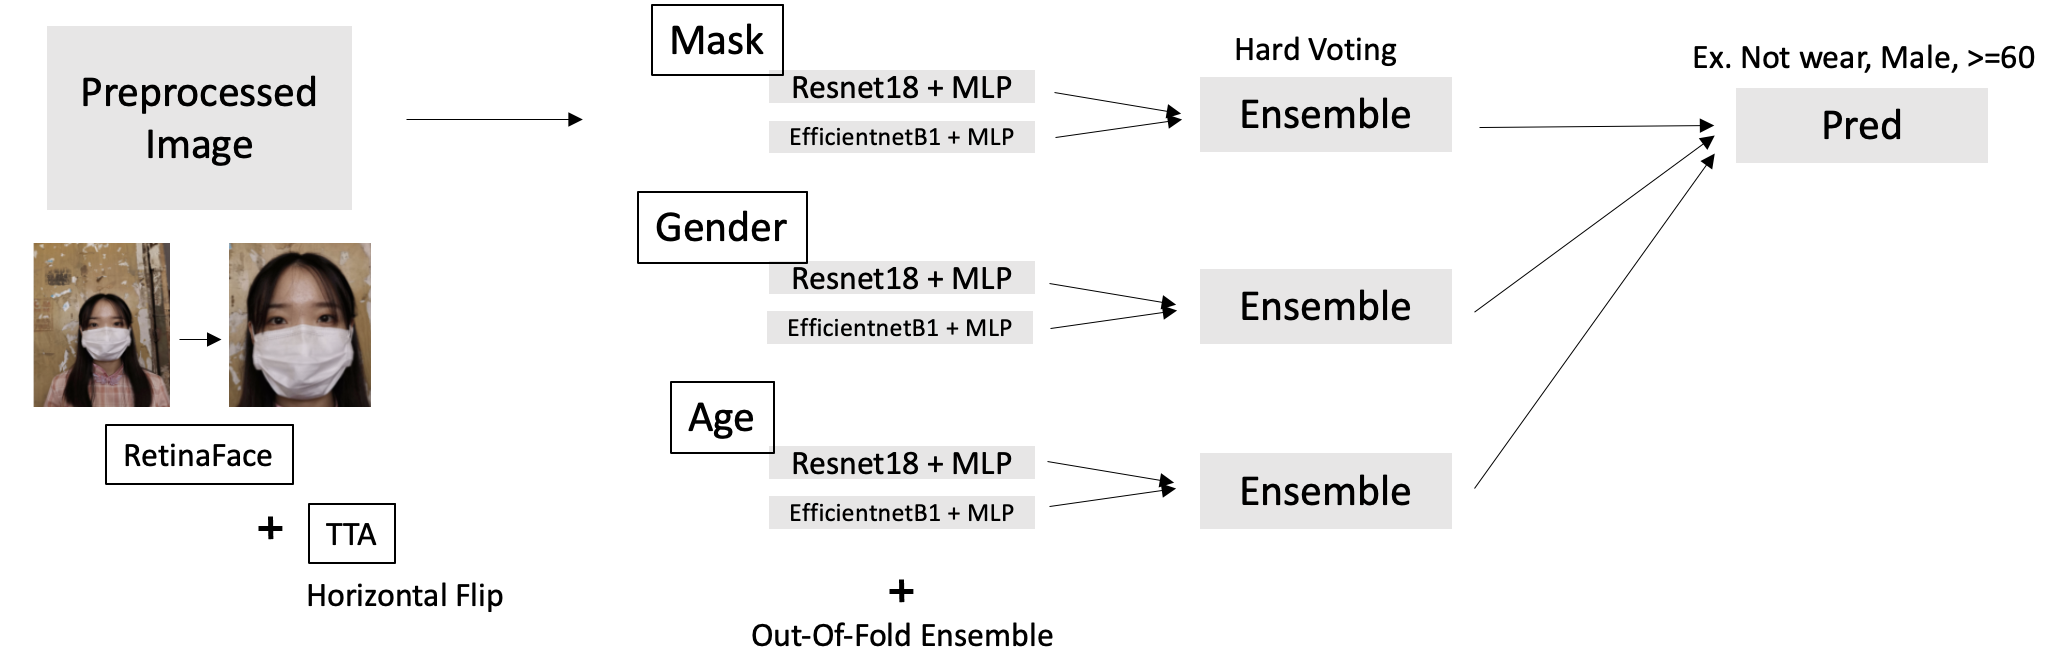 Preprocessed
Image
RetinaFace
+
TTA
Horizontal Flip
Mask
Resnet18 + MLP
EfficientnetB1 + MLP
Gender
Resnet18 + MLP
EfficientnetB1 + MLP
Age
Resnet18 + MLP
EfficientnetB1 + MLP
+
Out-Of-Fold Ensemble
Hard Voting
Ensemble
Ensemble
Ensemble
Ex. Not wear, Male, >=60
Pred